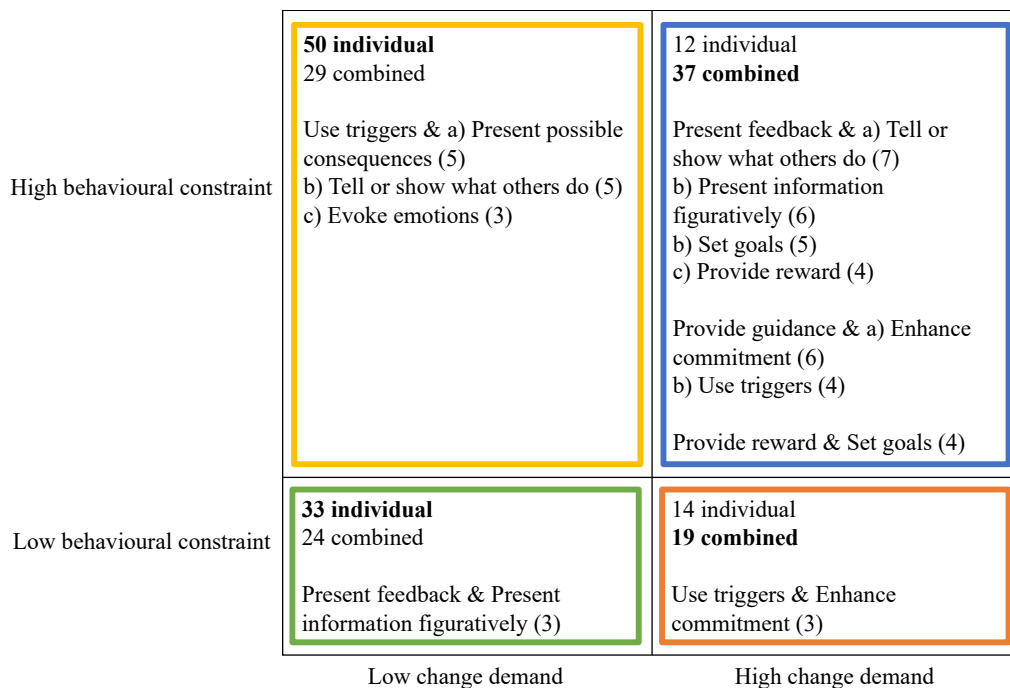 50 individual
29 combined
Use triggers & a) Present possible
consequences (5)
b) Tell or show what others do (5)
c) Evoke emotions (3)
12 individual
37 combined
Present feedback & a) Tell or
show what others do (7)
b) Present information
figuratively (6)
b) Set goals (5)
c) Provide reward (4)
Provide guidance & a) Enhance
commitment (6)
b) Use triggers (4)
Provide reward & Set goals (4)
High behavioural constraint
33 individual
24 combined
Present feedback & Present
information figuratively (3)
14 individual
19 combined
Use triggers & Enhance
commitment (3)
Low behavioural constraint
Low change demand
High change demand